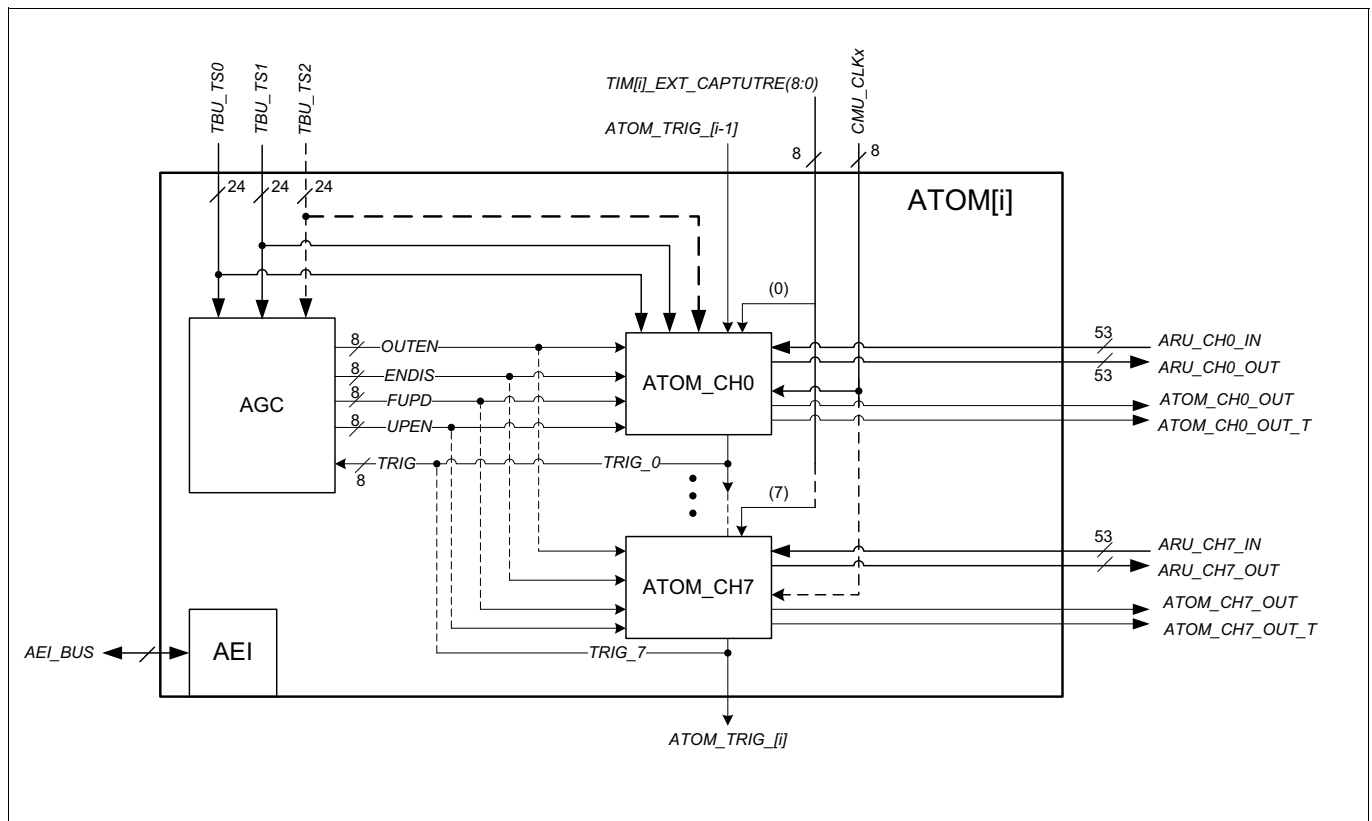 TBU_TS0
TBU_TS1
TBU_TS2
TIM[i]_EXT_CAPTUTRE(8:0)
CMU_CLKx
ATOM_TRIG_[i-1]
8
8
24
24
24
ATOM[i]
(0)
AGC
8
OUTEN
8
ENDIS
8
FUPD
8
UPEN
TRIG
8
TRIG_0
ATOM_CH0
53
ARU_CH0_IN
ARU_CH0_OUT
53
ATOM_CH0_OUT
ATOM_CH0_OUT_T
(7)
ATOM_CH7
53
ARU_CH7_IN
ARU_CH7_OUT
ATOM_CH7_OUT
ATOM_CH7_OUT_T
TRIG_7
AEI_BUS
AEI
ATOM_TRIG_[i]